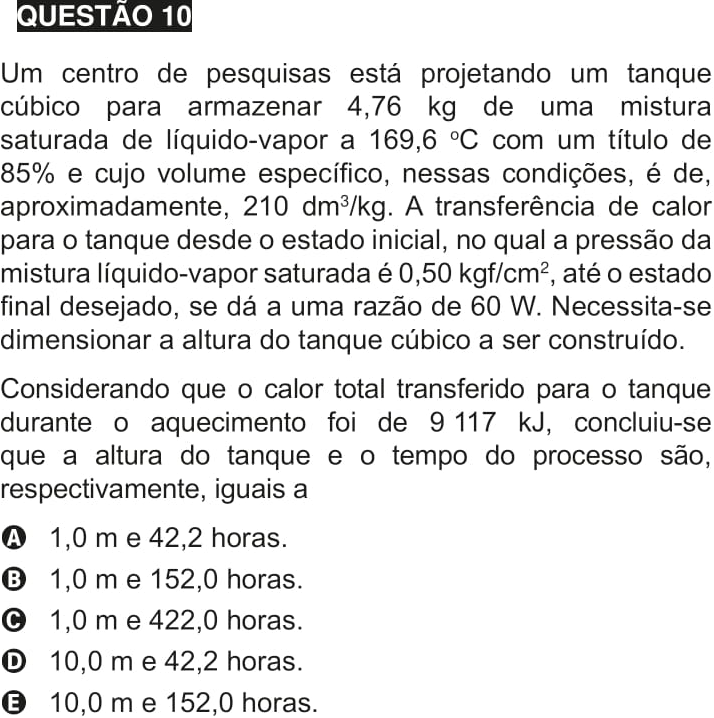 QUESTÃO 10
Um centro de pesquisas está projetando um tanque
cúbico para armazenar 4,76 kg de uma mistura
saturada de líquido-vapor a 169,6 ºC com um título de
85% e cujo volume específico, nessas condições, é de,
aproximadamente, 210 dm³/kg. A transferência de calor
para o tanque desde o estado inicial, no qual a pressão da
mistura líquido-vapor saturada é 0,50 kgf/cm², até o estado
final desejado, se dá a uma razão de 60 W. Necessita-se
dimensionar a altura do tanque cúbico a ser construído.
Considerando que o calor total transferido para o tanque
durante o aquecimento foi de 9 117 kJ, concluiu-se
que a altura do tanque e o tempo do processo são,
respectivamente, iguais a
A 1,0 m e 42,2 horas.
B 1,0 m e 152,0 horas.
C 1,0 m e 422,0 horas.
D 10,0 m e 42,2 horas.
E 10,0 m e 152,0 horas.